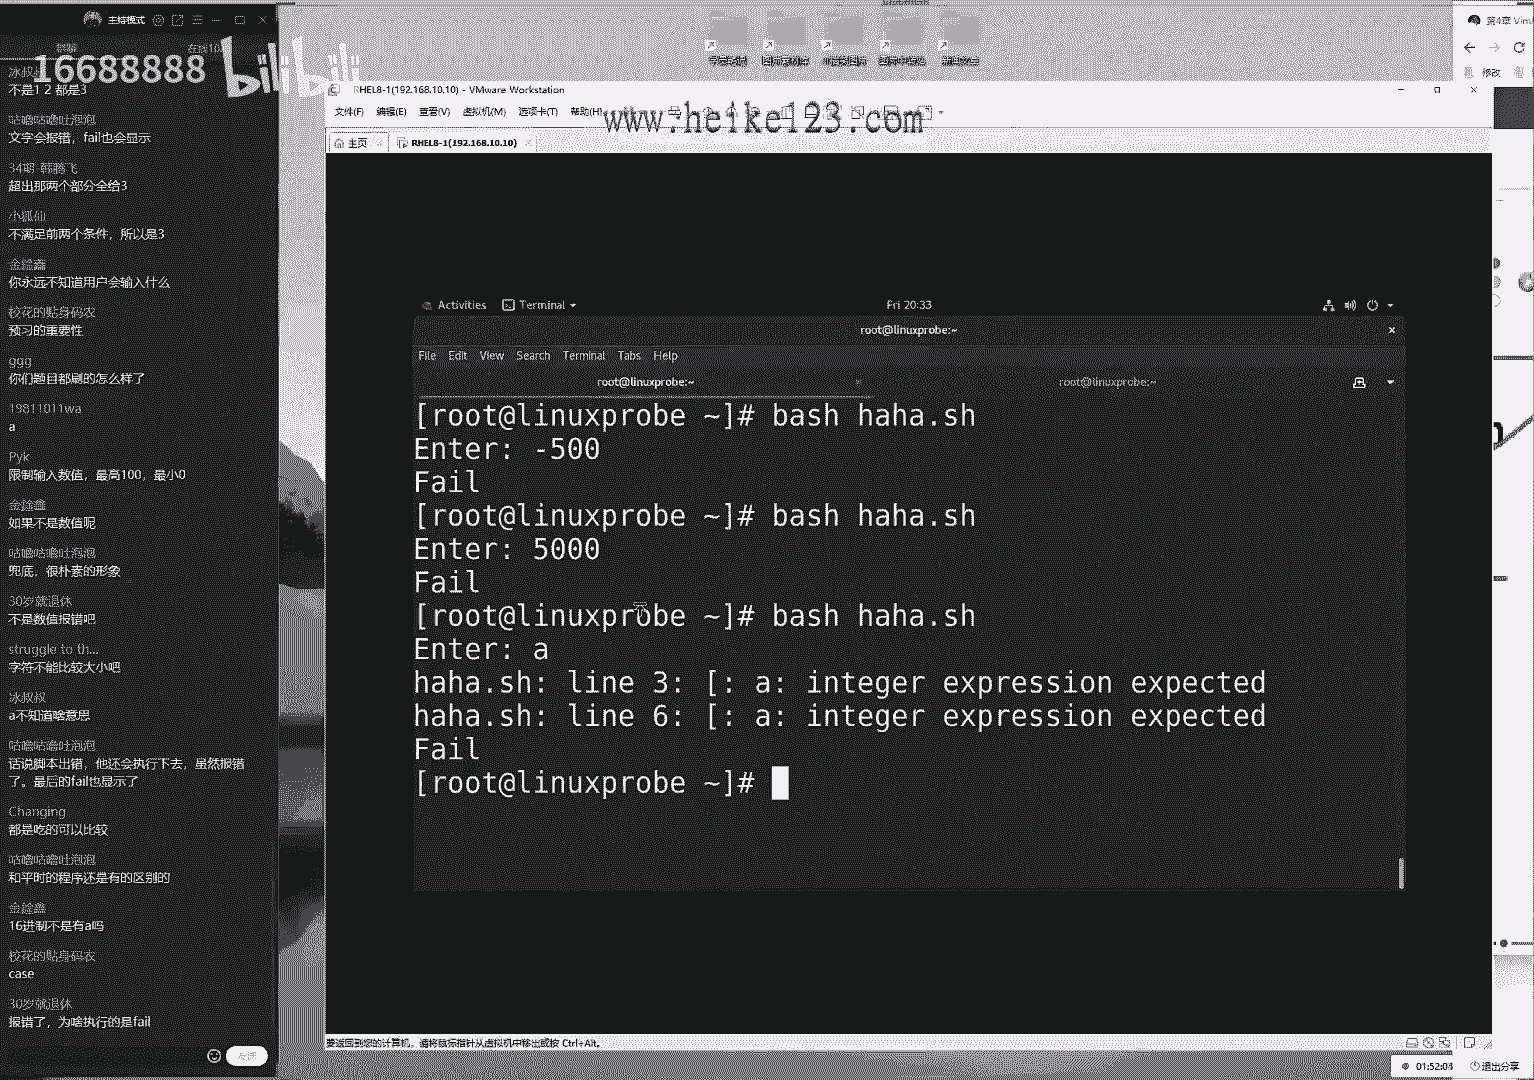 主持模式
在线10
16688888 bilibili
冰叔叔
不是1 2 都是3
咕噜咕噜吐泡泡
文字会报错，fail也会显示
34期-韩腾飞
超出那两个部分全给3
小狐仙
不满足前两个条件，所以是3
金鍂鑫
你永远不知道用户会输入什么
校花的贴身码农
预习的重要性
ggg
你们题目都刷的怎么样了
19811011wa
a
Pyk
限制输入数值，最高100，最小0
金鍂鑫
如果不是数值呢
咕噜咕噜吐泡泡
兜底，很朴素的形象
30岁就退休
不是数值报错吧
struggle to th...
字符不能比较大小吧
冰叔叔
a不知道啥意思
咕噜咕噜吐泡泡
话说脚本出错，他还会执行下去，虽然报错
了。最后的fail也显示了
Changing
都是吃的可以比较
咕噜咕噜吐泡泡
和平时的程序还是有的区别的
金鍂鑫
16进制不是有a吗
校花的贴身码农
case
30岁就退休
报错了，为啥执行的是fail
发送
第4章 Vim
修改
RHEL8-1(192.168.10.10) - VMware Workstation
文件(F) 编辑(E) 查看(V) 虚拟机(M) 选项卡(T) 帮助(H)
www.heike123.com
主页 RHEL8-1(192.168.10.10)
Activities Terminal Fri 20:33
root@linuxprobe:~
File Edit View Search Terminal Tabs Help
root@linuxprobe:~ root@linuxprobe:~
[root@linuxprobe ~]# bash haha.sh
Enter: -500
Fail
[root@linuxprobe ~]# bash haha.sh
Enter: 5000
Fail
[root@linuxprobe ~]# bash haha.sh
Enter: a
haha.sh: line 3: [: a: integer expression expected
haha.sh: line 6: [: a: integer expression expected
Fail
[root@linuxprobe ~]#
要返回到您的计算机，请将鼠标指针从虚拟机中移出或按 Ctrl+Alt。
01:52:04 退出分享